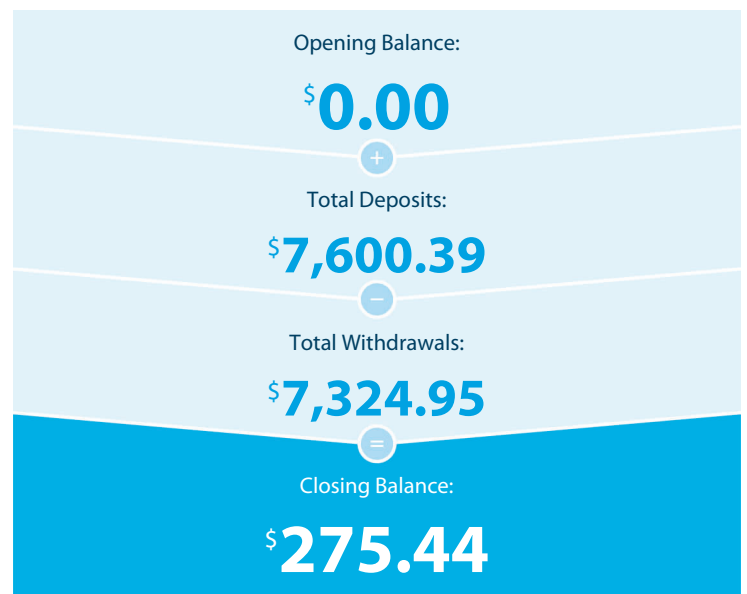 Opening Balance:
$0.00
+
Total Deposits:
$7,600.39
−
Total Withdrawals:
$7,324.95
=
Closing Balance:
$275.44